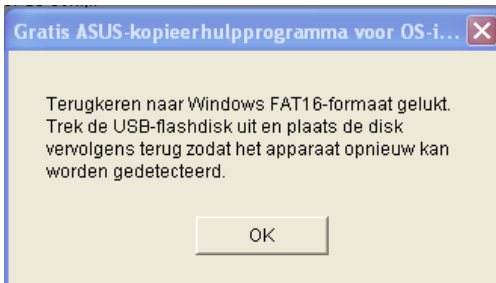 Gratis ASUS-kopieerhulpprogramma voor OS-i...
Terugkeren naar Windows FAT16-formaat gelukt.
Trek de USB-flashdisk uit en plaats de disk
vervolgens terug zodat het apparaat opnieuw kan
worden gedetecteerd.
OK